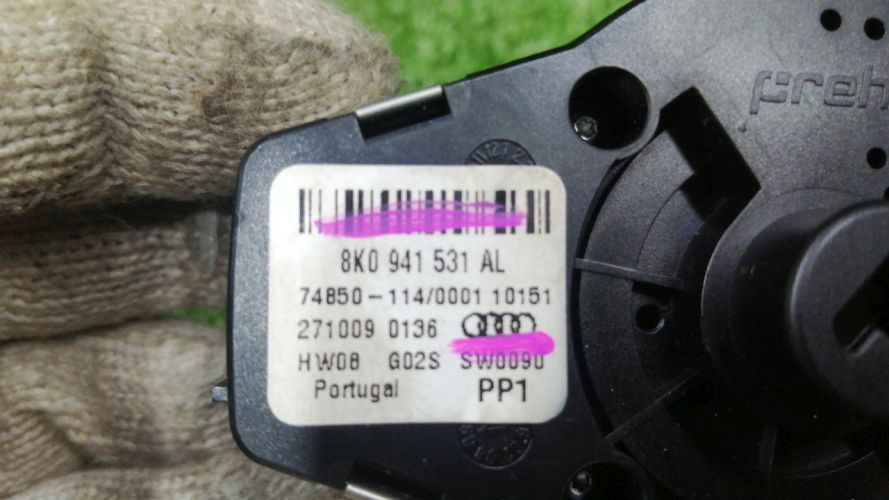 8K0 941 531 AL
74850-114/0001 10151
271009 0136
HW08 G02S SW0090
Portugal PP1
preh